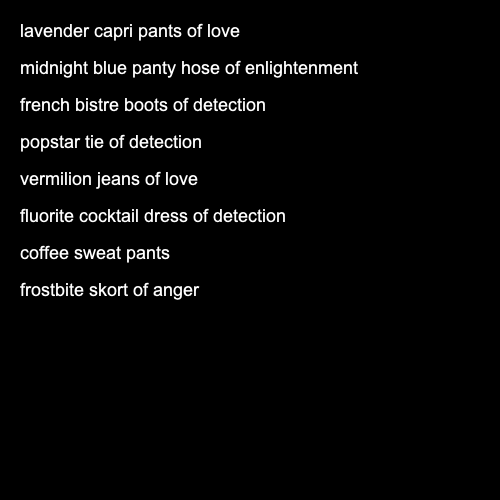 lavender capri pants of love
midnight blue panty hose of enlightenment
french bistre boots of detection
popstar tie of detection
vermilion jeans of love
fluorite cocktail dress of detection
coffee sweat pants
frostbite skort of anger